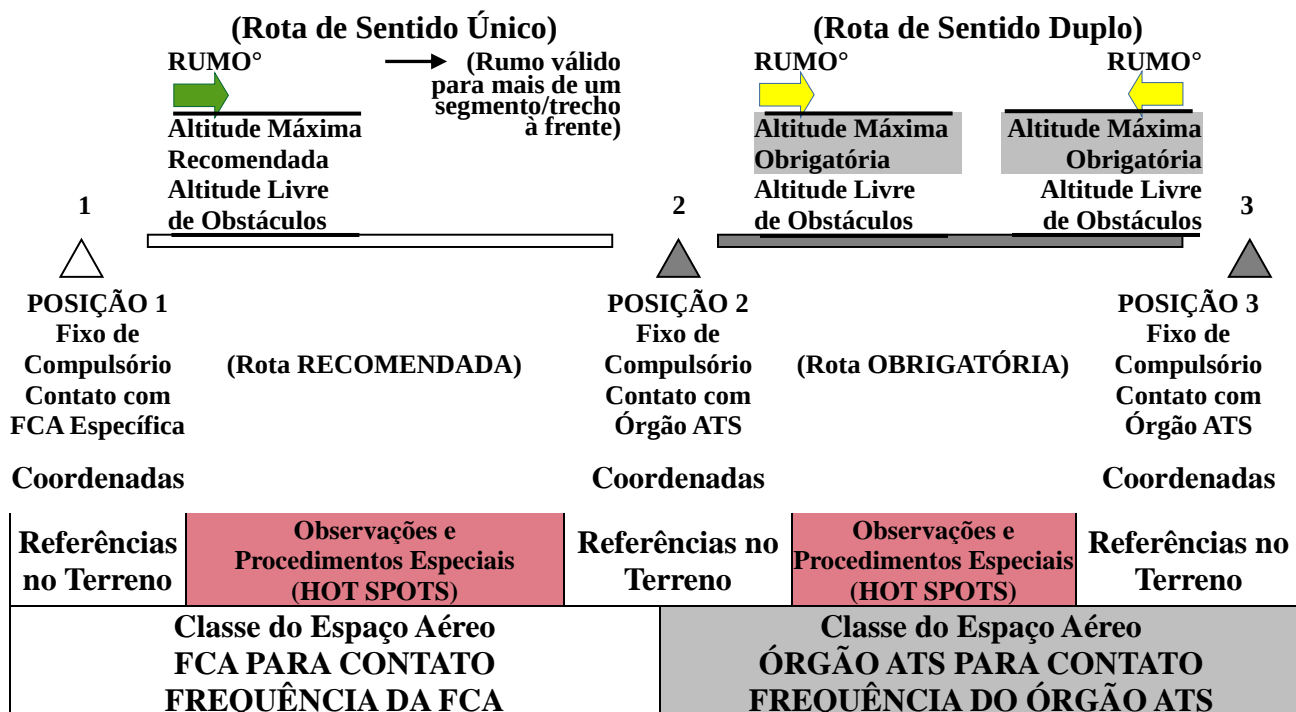 (Rota de Sentido Único)
(Rota de Sentido Duplo)
RUMO°
(Rumo válido
para mais de um
segmento/trecho
à frente)
RUMO°
RUMO°
Altitude Máxima
Recomendada
Altitude Livre
de Obstáculos
Altitude Máxima
Obrigatória
Altitude Livre
de Obstáculos
Altitude Máxima
Obrigatória
Altitude Livre
de Obstáculos
1
2
3
POSIÇÃO 1
Fixo de
Compulsório
Contato com
FCA Específica
(Rota RECOMENDADA)
POSIÇÃO 2
Fixo de
Compulsório
Contato com
Órgão ATS
(Rota OBRIGATÓRIA)
POSIÇÃO 3
Fixo de
Compulsório
Contato com
Órgão ATS
Coordenadas
Coordenadas
Coordenadas
Referências
no Terreno
Observações e
Procedimentos Especiais
(HOT SPOTS)
Referências no
Terreno
Observações e
Procedimentos Especiais
(HOT SPOTS)
Referências no
Terreno
Classe do Espaço Aéreo
FCA PARA CONTATO
FREQUÊNCIA DA FCA
Classe do Espaço Aéreo
ÓRGÃO ATS PARA CONTATO
FREQUÊNCIA DO ÓRGÃO ATS